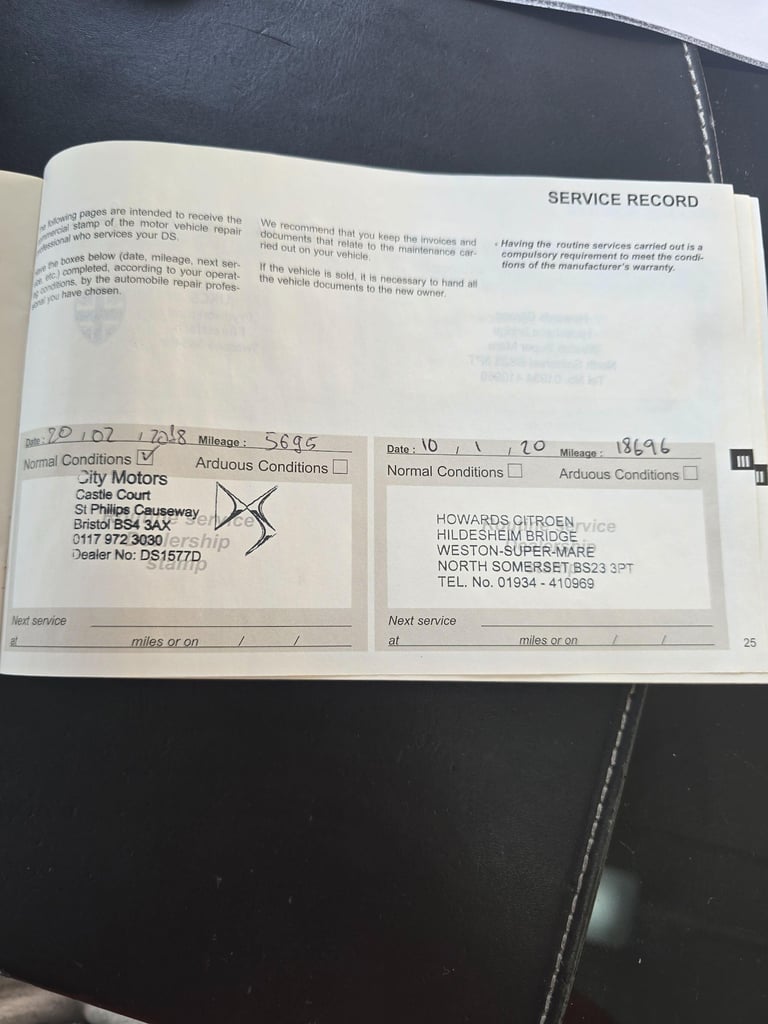 SERVICE RECORD
following pages are intended to receive the
stamp of the motor vehicle repair
who services your DS.
the boxes below (date, mileage, next ser-
etc.) completed, according to your operat-
conditions, by the automobile repair profes-
you have chosen.
We recommend that you keep the invoices and
documents that relate to the maintenance car-
ried out on your vehicle.
If the vehicle is sold, it is necessary to hand all
the vehicle documents to the new owner.
• Having the routine services carried out is a
compulsory requirement to meet the condi-
tions of the manufacturer's warranty.
Date: 20 / 02 / 2018 Mileage: 5695
Normal Conditions ☑ Arduous Conditions ☐
City Motors
Castle Court
St Philips Causeway
Bristol BS4 3AX
0117 972 3030
Dealer No: DS1577D
service
stamp
Next service
at miles or on / /
Date: 10 / 1 / 20 Mileage: 18696
Normal Conditions ☐ Arduous Conditions ☐
HOWARDS CITROEN
HILDESHEIM BRIDGE
WESTON-SUPER-MARE
NORTH SOMERSET BS23 3PT
TEL. No. 01934 - 410969
service
Next service
at miles or on / /
III
II
25